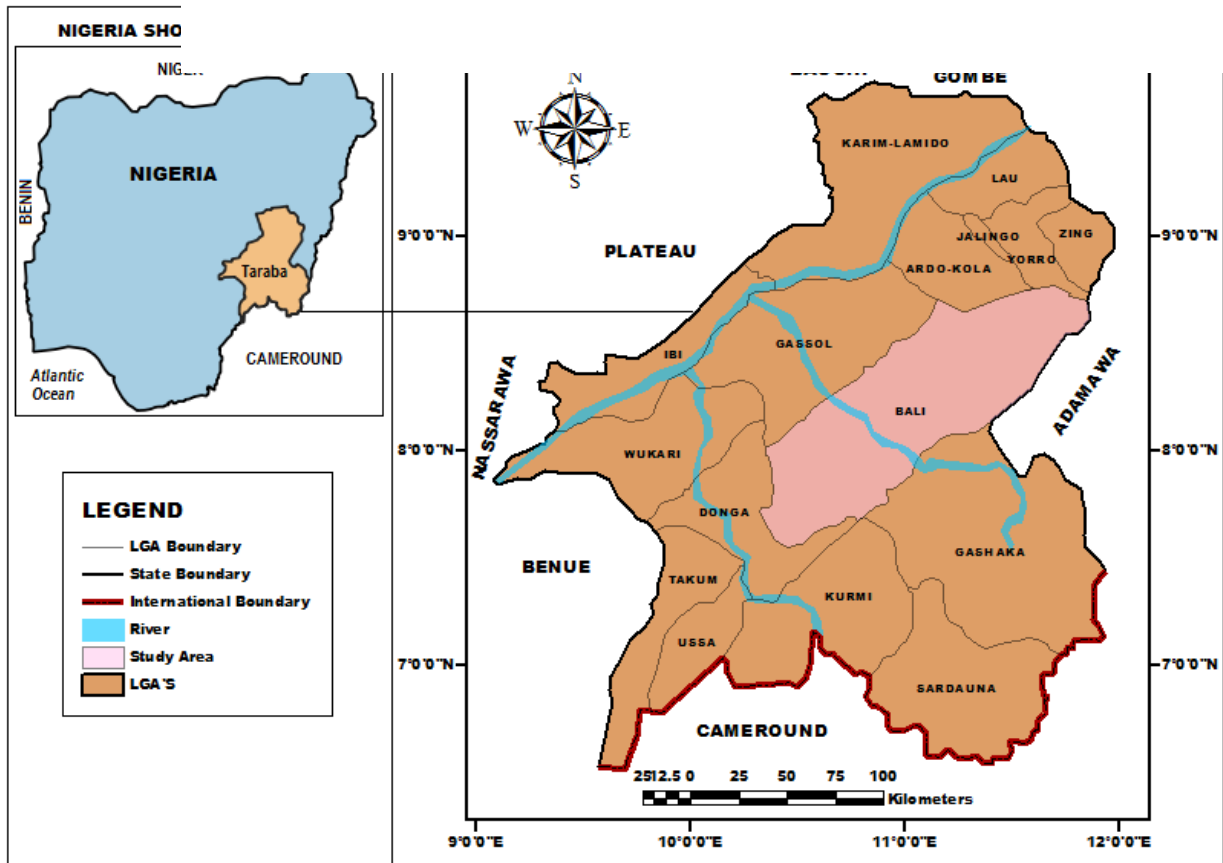 NIGERIA SHO
NIGER
NIGERIA
BENIN
Taraba
CAMEROUND
Atlantic
Ocean
LEGEND
LGA Boundary
State Boundary
International Boundary
River
Study Area
LGA'S
N
W E
S
GOMBE
KARIM-LAMIDO
LAU
9°0'0"N
PLATEAU
JALINGO
ZING
YORRO
ARDO-KOLA
9°0'0"N
GASSOL
IBI
NASSARAWA
BALI
ADAMAWA
8°0'0"N
WUKARI
8°0'0"N
DONGA
BENUE
GASHAKA
TAKUM
KURMI
USSA
7°0'0"N
7°0'0"N
SARDAUNA
CAMEROUND
25 12.5 0 25 50 75 100
Kilometers
9°0'0"E 10°0'0"E 11°0'0"E 12°0'0"E